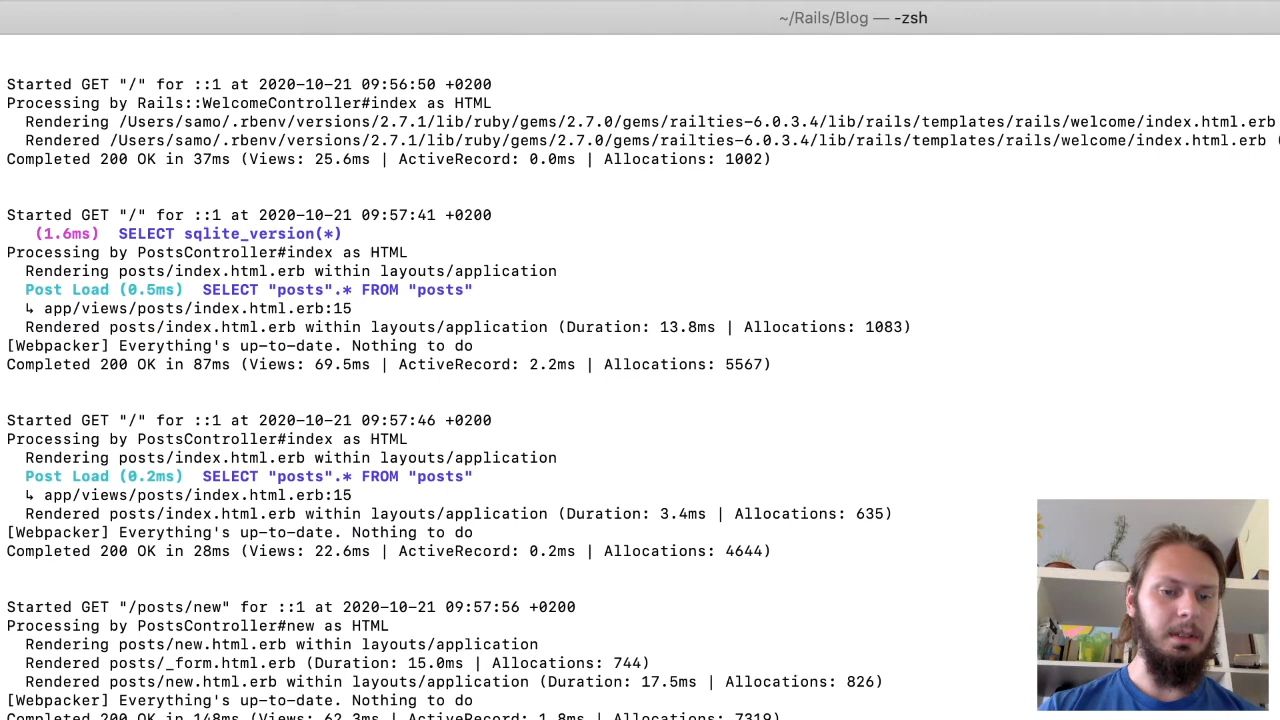 ~/Rails/Blog — -zsh
Started GET "/" for ::1 at 2020-10-21 09:56:50 +0200
Processing by Rails::WelcomeController#index as HTML
Rendering /Users/samo/.rbenv/versions/2.7.1/lib/ruby/gems/2.7.0/gems/railties-6.0.3.4/lib/rails/templates/rails/welcome/index.html.erb
Rendered /Users/samo/.rbenv/versions/2.7.1/lib/ruby/gems/2.7.0/gems/railties-6.0.3.4/lib/rails/templates/rails/welcome/index.html.erb (
Completed 200 OK in 37ms (Views: 25.6ms | ActiveRecord: 0.0ms | Allocations: 1002)
Started GET "/" for ::1 at 2020-10-21 09:57:41 +0200
(1.6ms) SELECT sqlite_version(*)
Processing by PostsController#index as HTML
Rendering posts/index.html.erb within layouts/application
Post Load (0.5ms) SELECT "posts".* FROM "posts"
↳ app/views/posts/index.html.erb:15
Rendered posts/index.html.erb within layouts/application (Duration: 13.8ms | Allocations: 1083)
[Webpacker] Everything's up-to-date. Nothing to do
Completed 200 OK in 87ms (Views: 69.5ms | ActiveRecord: 2.2ms | Allocations: 5567)
Started GET "/" for ::1 at 2020-10-21 09:57:46 +0200
Processing by PostsController#index as HTML
Rendering posts/index.html.erb within layouts/application
Post Load (0.2ms) SELECT "posts".* FROM "posts"
↳ app/views/posts/index.html.erb:15
Rendered posts/index.html.erb within layouts/application (Duration: 3.4ms | Allocations: 635)
[Webpacker] Everything's up-to-date. Nothing to do
Completed 200 OK in 28ms (Views: 22.6ms | ActiveRecord: 0.2ms | Allocations: 4644)
Started GET "/posts/new" for ::1 at 2020-10-21 09:57:56 +0200
Processing by PostsController#new as HTML
Rendering posts/new.html.erb within layouts/application
Rendered posts/_form.html.erb (Duration: 15.0ms | Allocations: 744)
Rendered posts/new.html.erb within layouts/application (Duration: 17.5ms | Allocations: 826)
[Webpacker] Everything's up-to-date. Nothing to do
Completed 200 OK in 148ms (Views: 62.3ms | ActiveRecord: 1.8ms | Allocations: 7319)